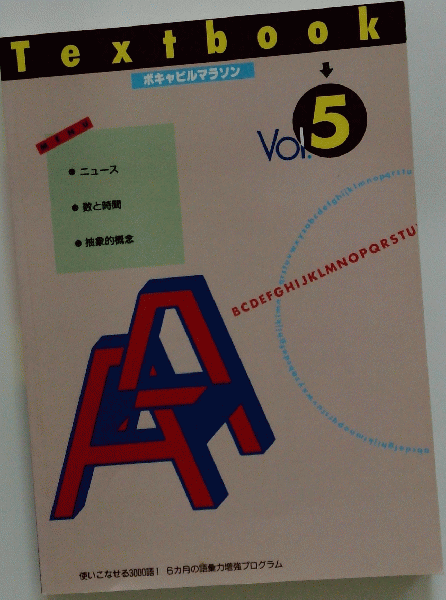 Textbook
ボキャビルマラソン
Vol.5
MENU
● ニュース
● 数と時間
● 抽象的概念
A
BCDEFGHIJKLMNOPQRSTU
A
使いこなせる3000語！ 6カ月の語彙力増強プログラム